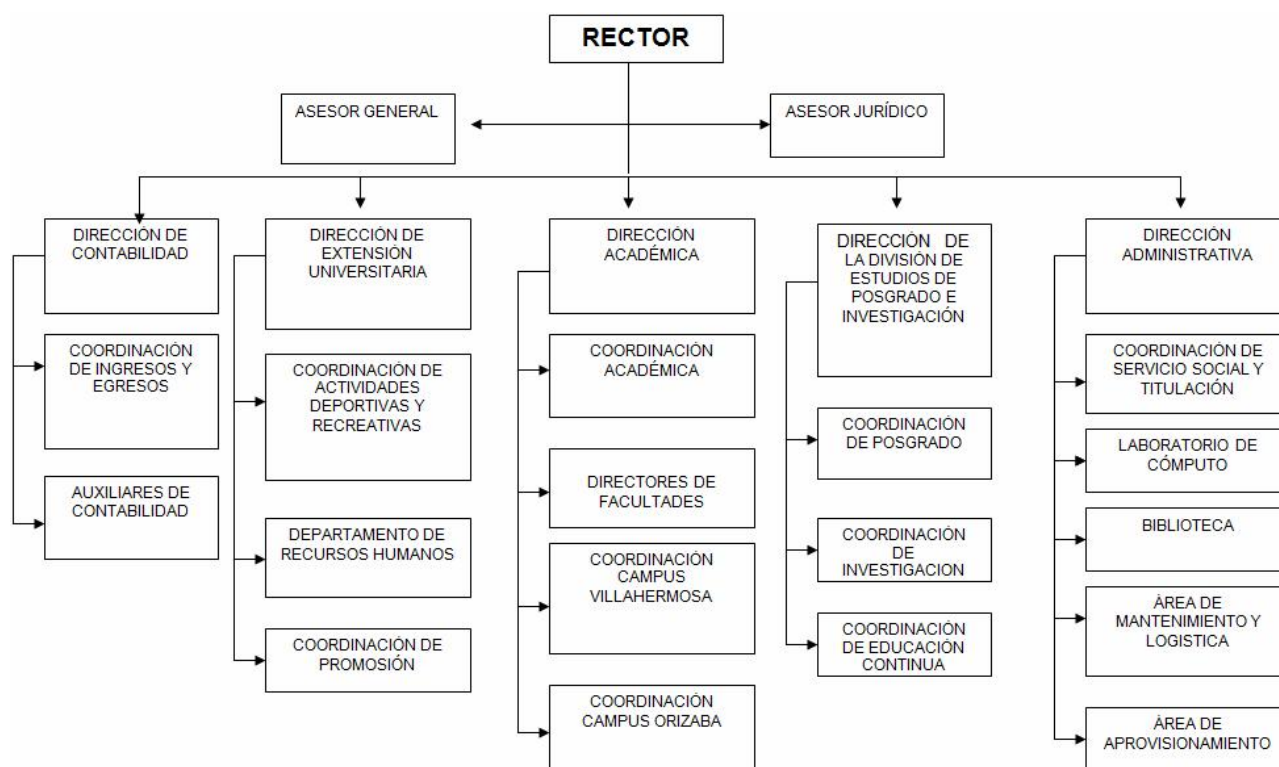 RECTOR
ASESOR GENERAL
ASESOR JURÍDICO
DIRECCIÓN DE
CONTABILIDAD
COORDINACIÓN
DE INGRESOS Y
EGRESOS
AUXILIARES DE
CONTABILIDAD
DIRECCIÓN DE
EXTENSIÓN
UNIVERSITARIA
COORDINACIÓN DE
ACTIVIDADES
DEPORTIVAS Y
RECREATIVAS
DEPARTAMENTO DE
RECURSOS HUMANOS
COORDINACIÓN DE
PROMOSIÓN
DIRECCIÓN
ACADÉMICA
COORDINACIÓN
ACADÉMICA
DIRECTORES DE
FACULTADES
COORDINACIÓN
CAMPUS
VILLAHERMOSA
COORDINACIÓN
CAMPUS ORIZABA
DIRECCIÓN DE
LA DIVISIÓN DE
ESTUDIOS DE
POSGRADO E
INVESTIGACIÓN
COORDINACIÓN
DE POSGRADO
COORDINACIÓN
DE
INVESTIGACION
COORDINACIÓN
DE EDUCACIÓN
CONTINUA
DIRECCIÓN
ADMINISTRATIVA
COORDINACIÓN DE
SERVICIO SOCIAL Y
TITULACIÓN
LABORATORIO DE
CÓMPUTO
BIBLIOTECA
ÁREA DE
MANTENIMIENTO Y
LOGISTICA
ÁREA DE
APROVISIONAMIENTO